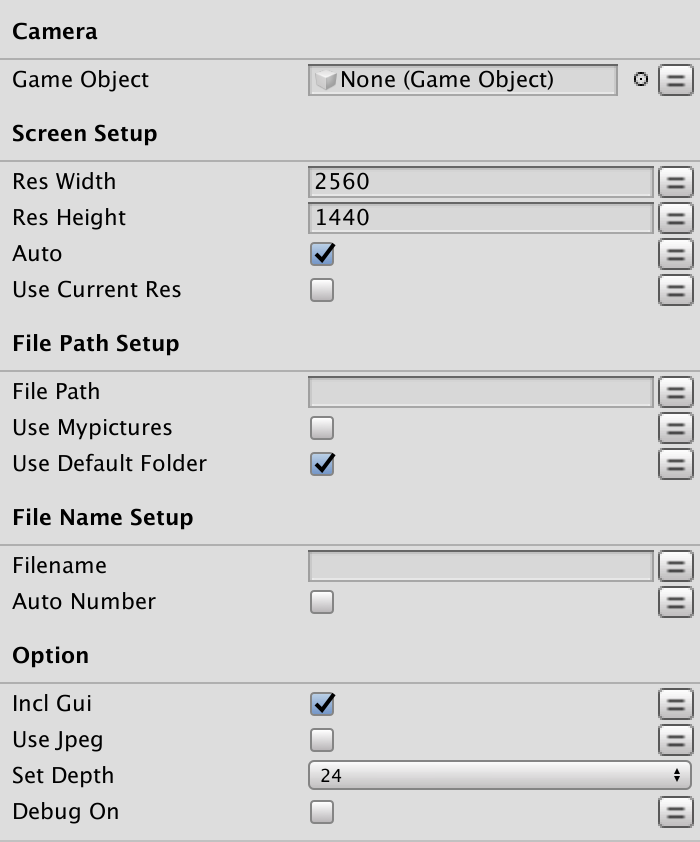 Camera
Game Object None (Game Object)
Screen Setup
Res Width 2560
Res Height 1440
Auto
Use Current Res
File Path Setup
File Path
Use Mypictures
Use Default Folder
File Name Setup
Filename
Auto Number
Option
Incl Gui
Use Jpeg
Set Depth 24
Debug On